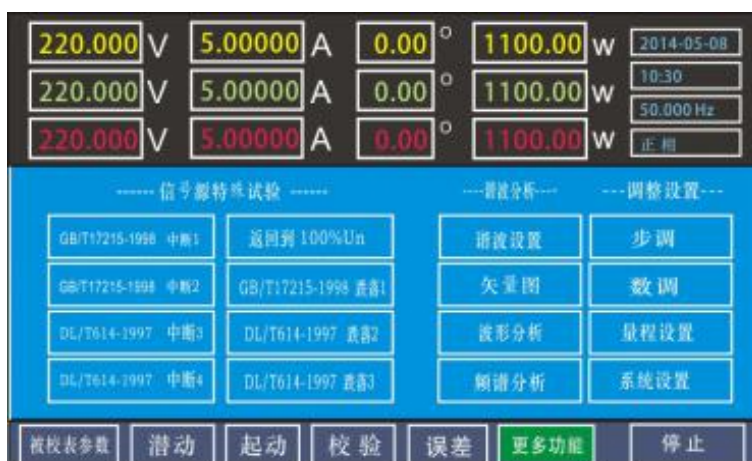 220.000 V 5.00000 A 0.00 ° 1100.00 w 2014-05-08
220.000 V 5.00000 A 0.00 ° 1100.00 w 10:30
50.000 Hz
220.000 V 5.00000 A 0.00 ° 1100.00 w 正相
------ 信号源特殊试验 ------ ----谐波分析---- ---调整设置---
GB/T17215-1998 中断1 返回到 100%Un 谐波设置 步调
GB/T17215-1998 中断2 GB/T17215-1998 跌落1 矢量图 数调
DL/T614-1997 中断3 DL/T614-1997 跌落2 波形分析 量程设置
DL/T614-1997 中断4 DL/T614-1997 跌落3 频谱分析 系统设置
被校表参数 潜动 起动 校验 误差 更多功能 停止